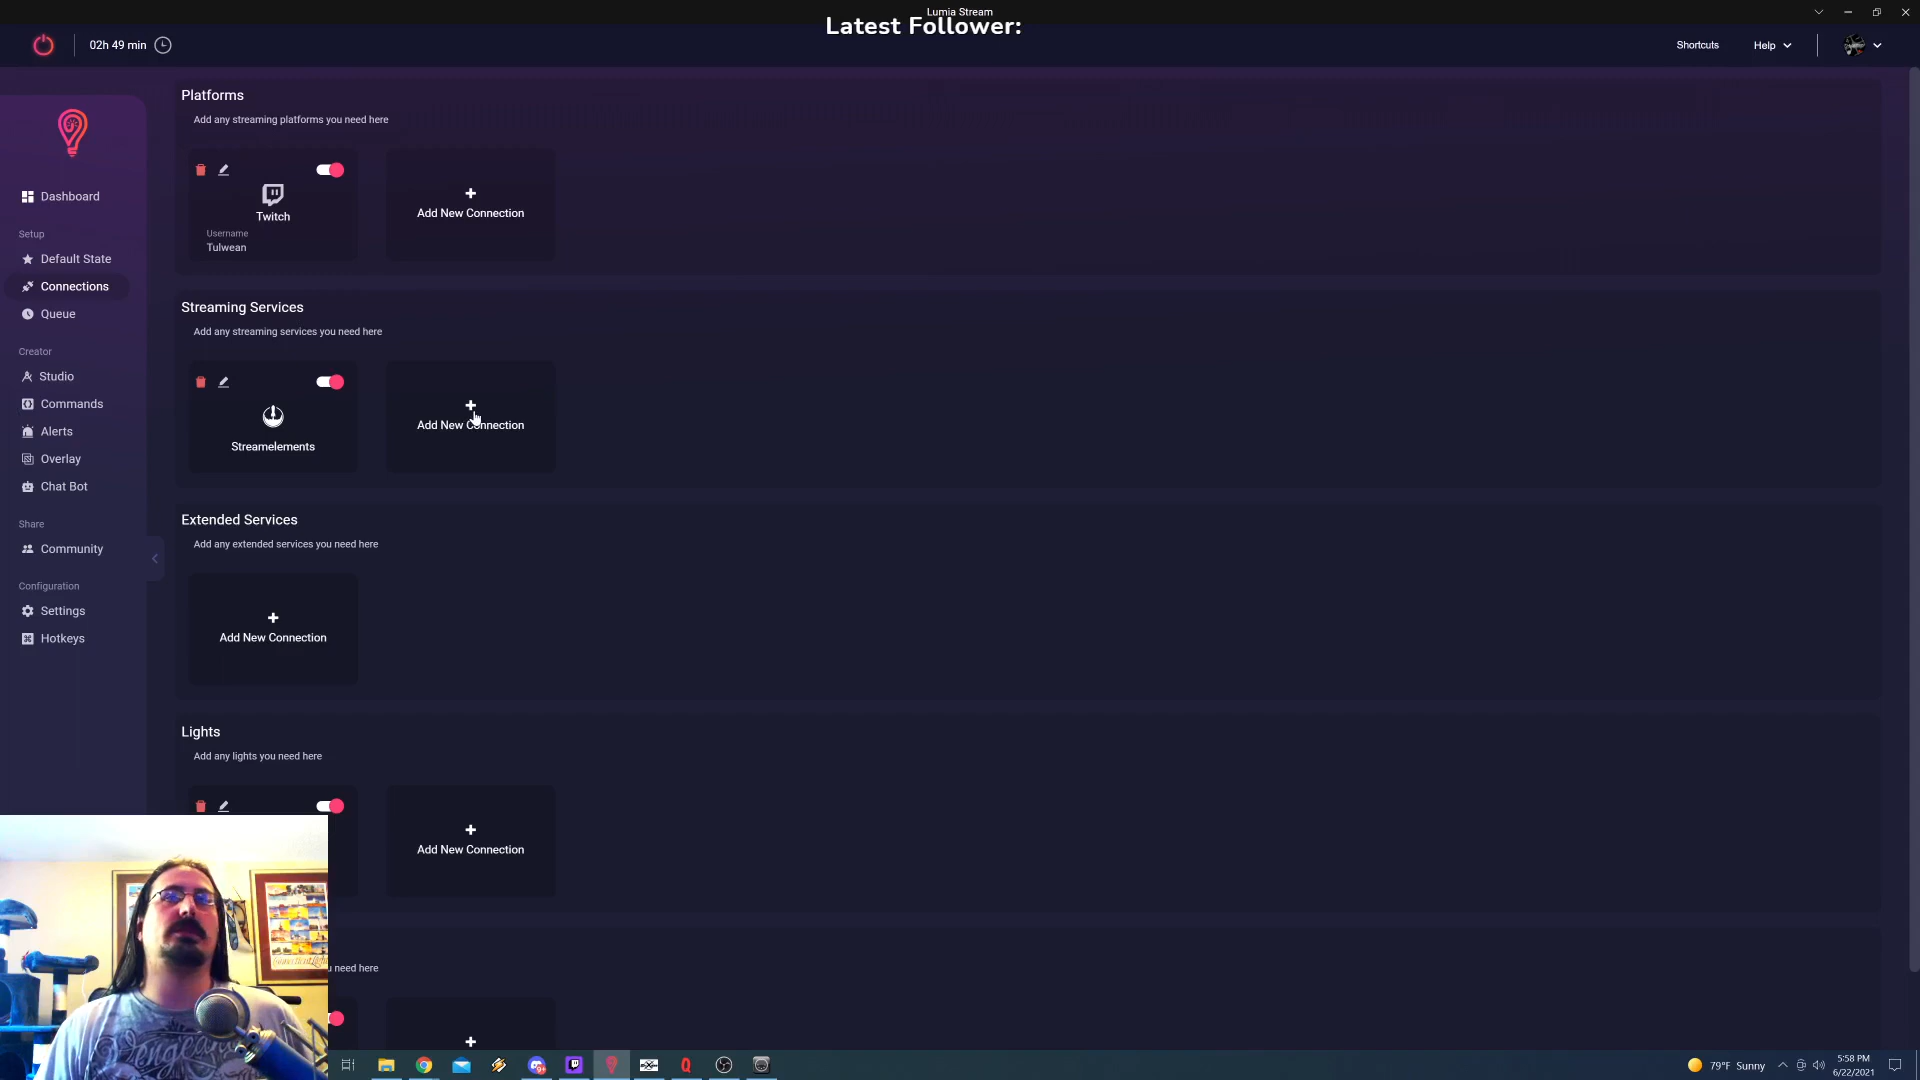 Lumia Stream
Latest Follower:
02h 49 min
Shortcuts
Help
Platforms
Add any streaming platforms you need here
Twitch
Username
Tulwean
Add New Connection
Dashboard
Setup
Default State
Connections
Queue
Creator
Studio
Commands
Alerts
Overlay
Chat Bot
Share
Community
Configuration
Settings
Hotkeys
Streaming Services
Add any streaming services you need here
Streamelements
Add New Connection
Extended Services
Add any extended services you need here
Add New Connection
Lights
Add any lights you need here
Add New Connection
u need here
79°F Sunny
5:58 PM
6/22/2021